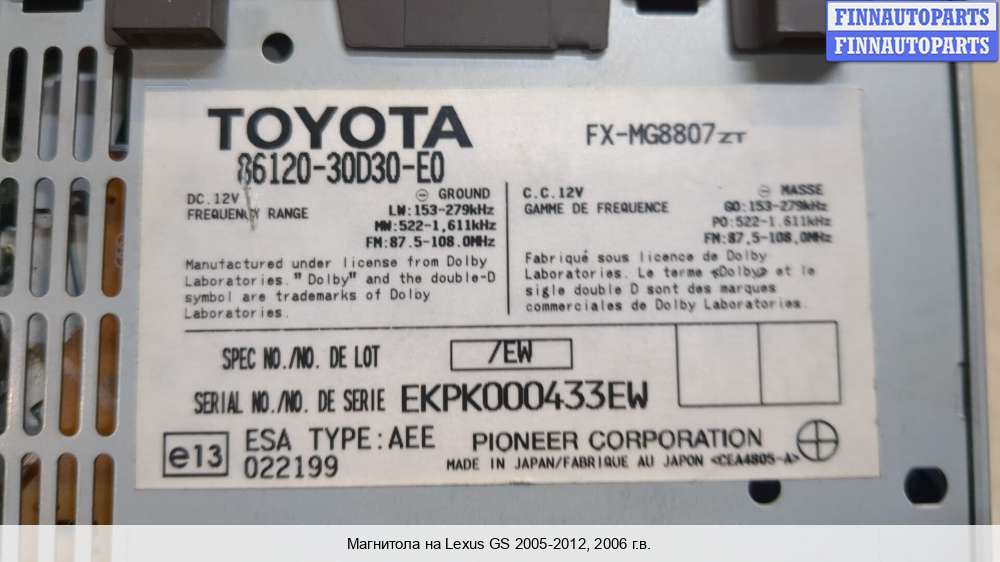 FINNAUTOPARTS
FINNAUTOPARTS
TOYOTA
FX-MG8807ZT
86120-30D30-E0
DC.12V ⊖ GROUND
FREQUENCY RANGE LW:153-279kHz
MW:522-1,611kHz
FM:87.5-108.0MHz
Manufactured under license from Dolby
Laboratories. "Dolby" and the double-D
symbol are trademarks of Dolby
Laboratories.
C.C.12V ⊖ MASSE
GAMME DE FREQUENCE GO:153-279kHz
PO:522-1,611kHz
FM:87,5-108,0MHz
Fabriqué sous licence de Dolby
Laboratories. Le terme «Dolby» et le
sigle double D sont des marques
commerciales de Dolby Laboratories.
SPEC NO./NO. DE LOT /EW
SERIAL NO./NO. DE SERIE EKPK000433EW
e13 ESA TYPE:AEE
022199
PIONEER CORPORATION
MADE IN JAPAN/FABRIQUE AU JAPON <CEA4805-A>
Магнитола на Lexus GS 2005-2012, 2006 г.в.